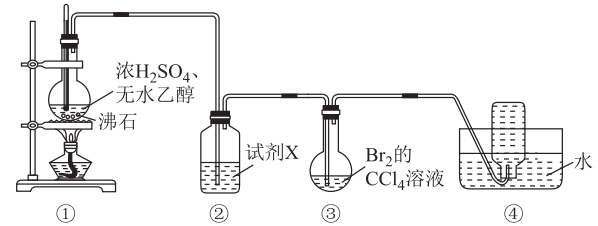 浓H₂SO₄、
无水乙醇
沸石
试剂X
Br₂的
CCl₄溶液
水
① ② ③ ④